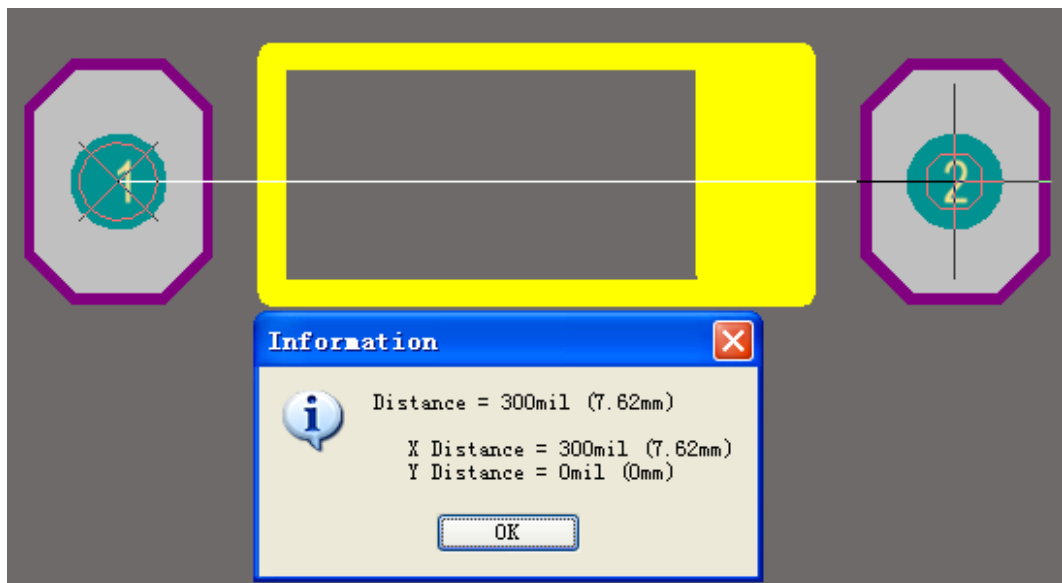 1 2
Information
Distance = 300mil (7.62mm)
X Distance = 300mil (7.62mm)
Y Distance = 0mil (0mm)
OK